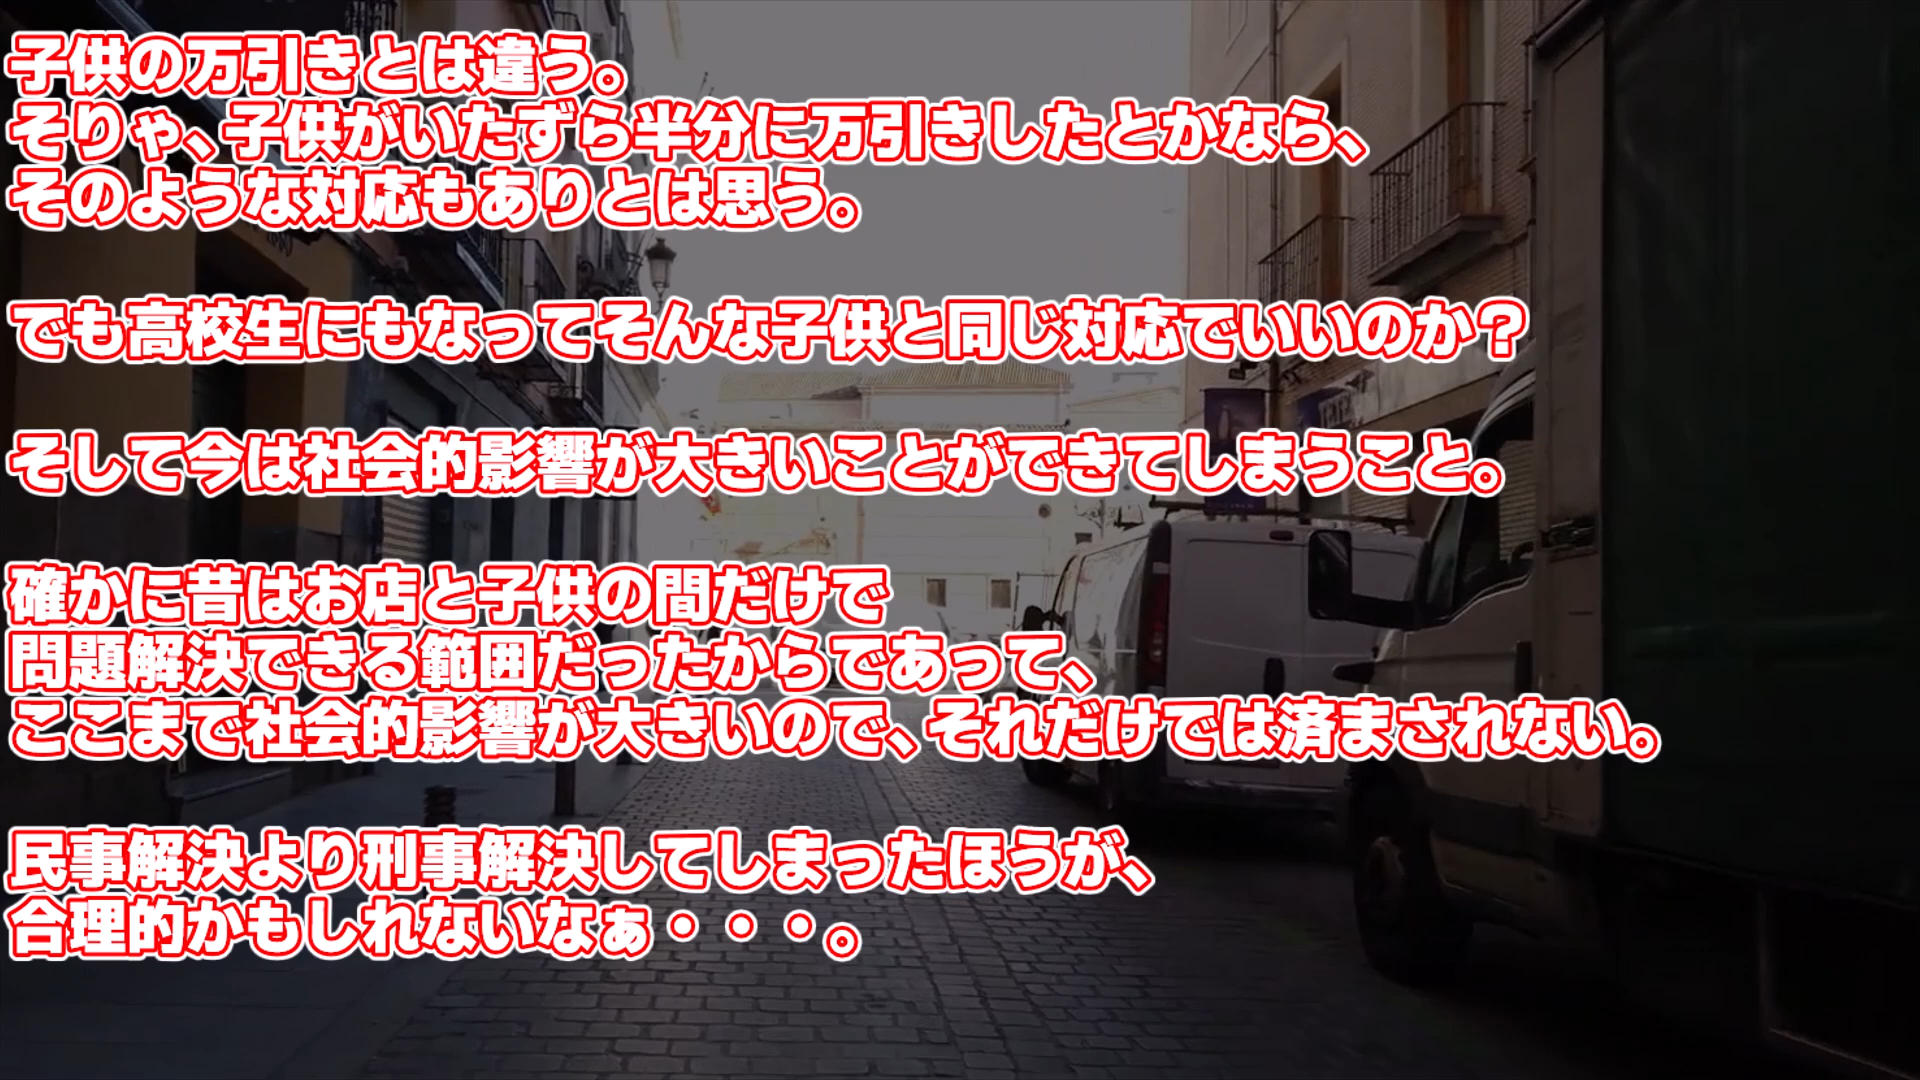 子供の万引きとは違う。
そりゃ、子供がいたずら半分に万引きしたとかなら、
そのような対応もありとは思う。
でも高校生にもなってそんな子供と同じ対応でいいのか？
そして今は社会的影響が大きいことができてしまうこと。
確かに昔はお店と子供の間だけで
問題解決できる範囲だったからであって、
ここまで社会的影響が大きいので、それだけでは済まされない。
民事解決より刑事解決してしまったほうが、
合理的かもしれないなぁ・・・。